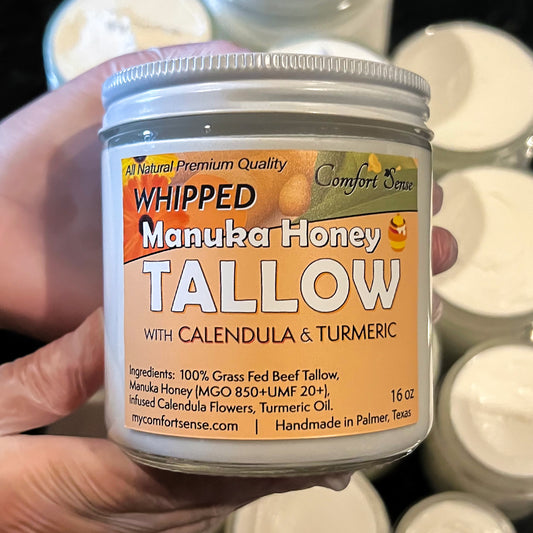 All Natural Premium Quality
Comfort Sense
WHIPPED
Manuka Honey
TALLOW
WITH CALENDULA & TURMERIC
Ingredients: 100% Grass Fed Beef Tallow,
Manuka Honey (MGO 850+UMF 20+),
infused Calendula Flowers, Turmeric Oil.
16 oz
mycomfortsense.com | Handmade in Palmer, Texas